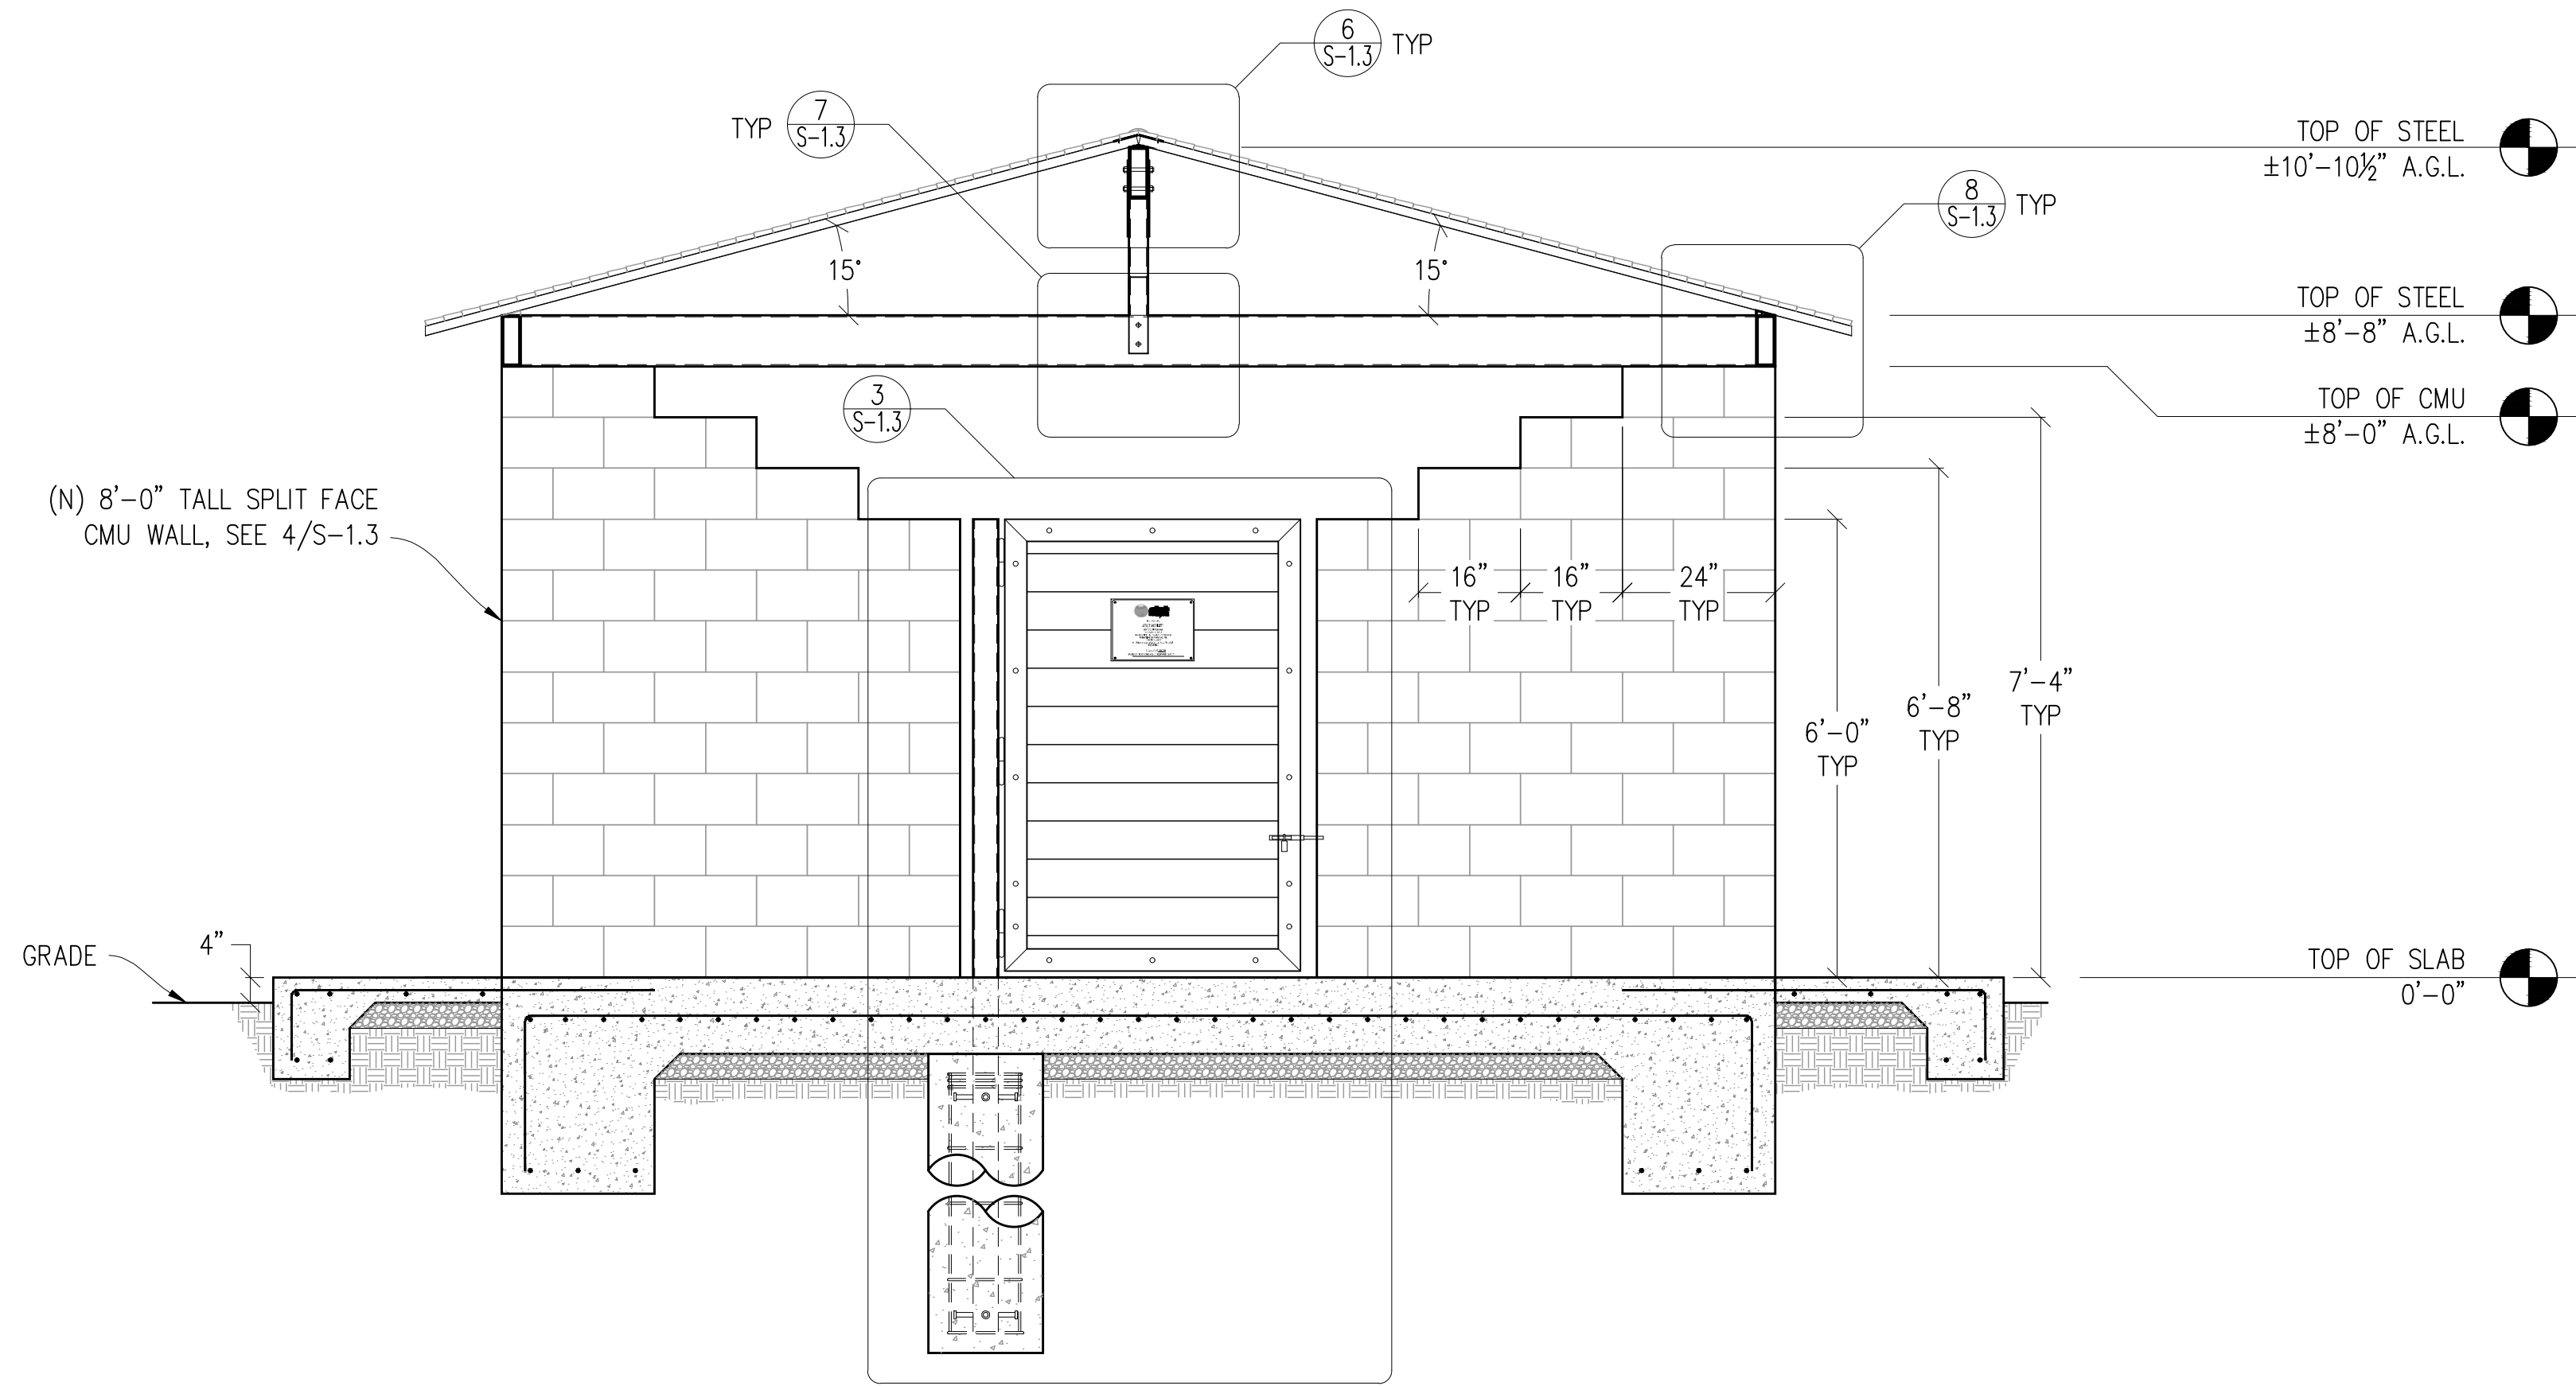 6
S-1.3 TYP
TYP 7
S-1.3
TOP OF STEEL
±10'-10½" A.G.L.
8
S-1.3 TYP
15°
15°
TOP OF STEEL
±8'-8" A.G.L.
3
S-1.3
TOP OF CMU
±8'-0" A.G.L.
(N) 8'-0" TALL SPLIT FACE
CMU WALL, SEE 4/S-1.3
16"
TYP
16"
TYP
24"
TYP
6'-0"
TYP
6'-8"
TYP
7'-4"
TYP
GRADE
4"
TOP OF SLAB
0'-0"